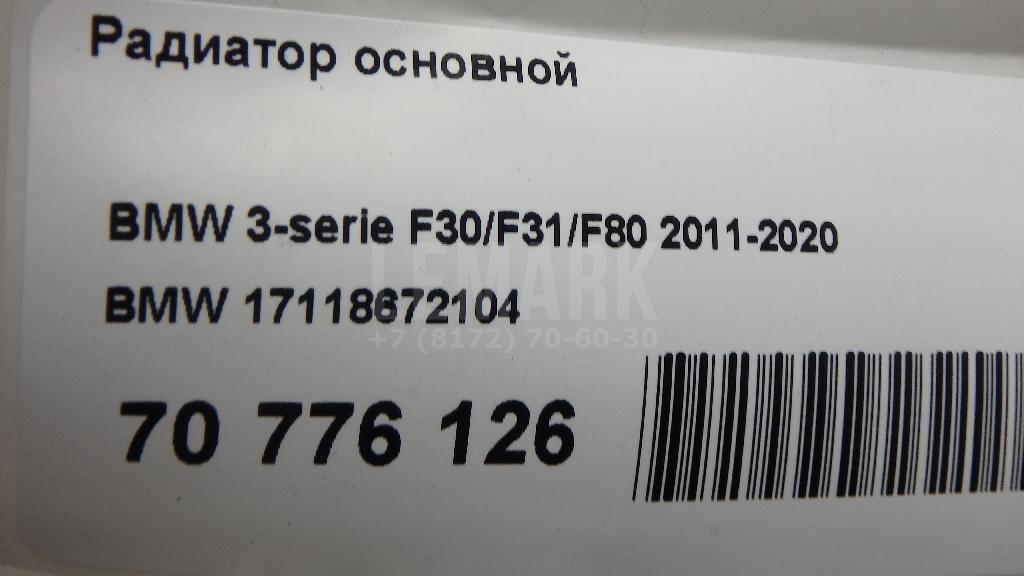 Радиатор основной
BMW 3-serie F30/F31/F80 2011-2020
LEMARK
BMW 17118672104
+7 (8172) 70-60-30
70 776 126